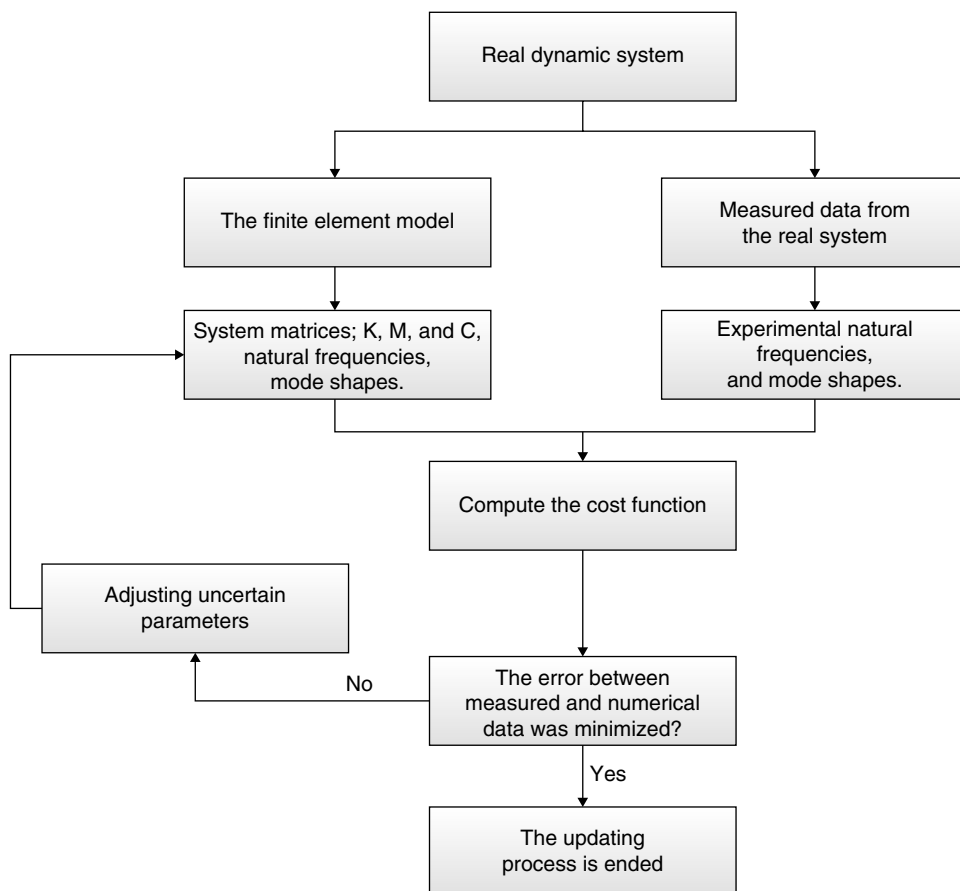 Real dynamic system
The finite element model
Measured data from
the real system
System matrices; K, M, and C,
natural frequencies,
mode shapes.
Experimental natural
frequencies,
and mode shapes.
Compute the cost function
Adjusting uncertain
parameters
No
The error between
measured and numerical
data was minimized?
Yes
The updating
process is ended